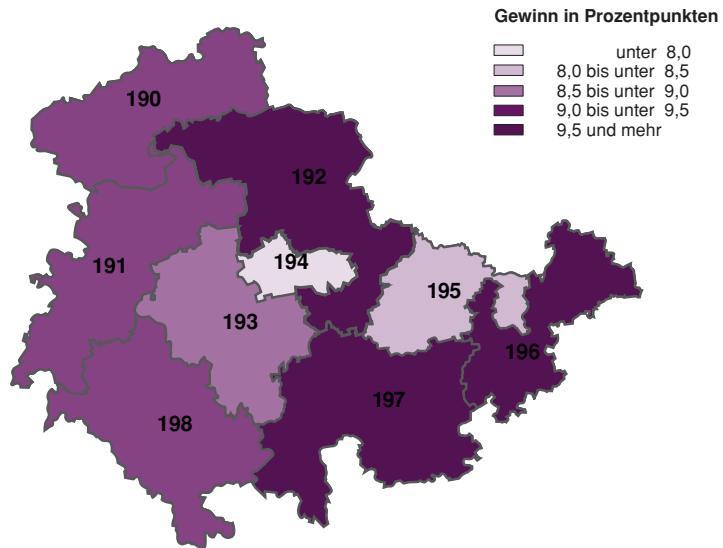 Gewinn in Prozentpunkten
unter 8,0
8,0 bis unter 8,5
8,5 bis unter 9,0
9,0 bis unter 9,5
9,5 und mehr
190
192
191
194
195
193
196
197
198